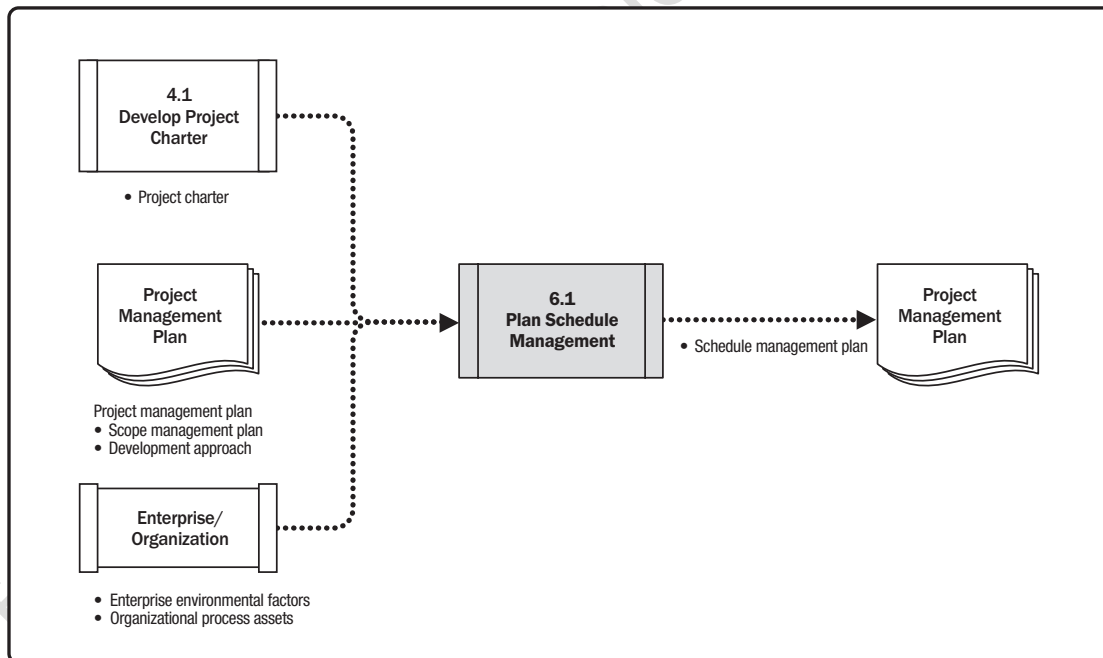 4.1
Develop Project
Charter
• Project charter
Project
Management
Plan
Project management plan
• Scope management plan
• Development approach
Enterprise/
Organization
• Enterprise environmental factors
• Organizational process assets
6.1
Plan Schedule
Management
• Schedule management plan
Project
Management
Plan